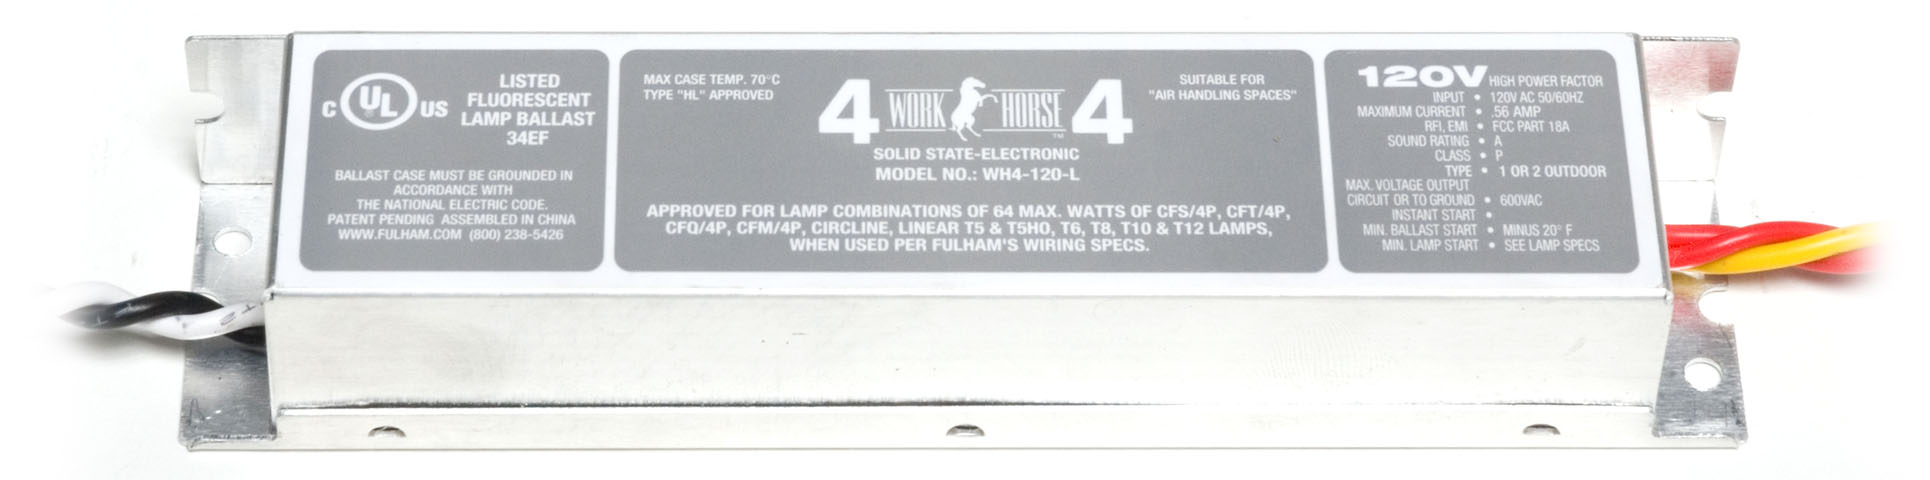 C UL US
LISTED
FLUORESCENT
LAMP BALLAST
34EF
BALLAST CASE MUST BE GROUNDED IN
ACCORDANCE WITH
THE NATIONAL ELECTRIC CODE.
PATENT PENDING ASSEMBLED IN CHINA
WWW.FULHAM.COM (800) 238-5426
MAX CASE TEMP. 70°C
TYPE "HL" APPROVED
4 WORK HORSE 4
™
SUITABLE FOR
"AIR HANDLING SPACES"
SOLID STATE-ELECTRONIC
MODEL NO.: WH4-120-L
APPROVED FOR LAMP COMBINATIONS OF 64 MAX. WATTS OF CFS/4P, CFT/4P,
CFQ/4P, CFM/4P, CIRCLINE, LINEAR T5 & T5HO, T6, T8, T10 & T12 LAMPS,
WHEN USED PER FULHAM'S WIRING SPECS.
120V HIGH POWER FACTOR
INPUT • 120V AC 50/60HZ
MAXIMUM CURRENT • .56 AMP
RFI, EMI • FCC PART 18A
SOUND RATING • A
CLASS • P
TYPE • 1 OR 2 OUTDOOR
MAX. VOLTAGE OUTPUT
CIRCUIT OR TO GROUND • 600VAC
INSTANT START •
MIN. BALLAST START • MINUS 20° F
MIN. LAMP START • SEE LAMP SPECS